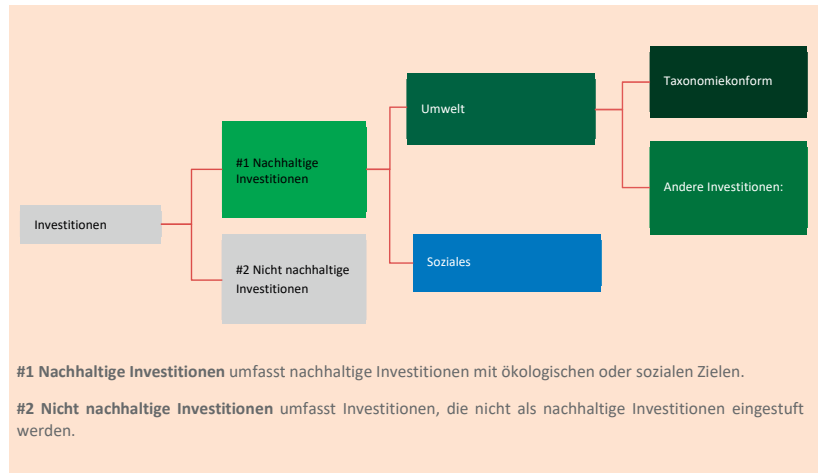 Investitionen
#1 Nachhaltige
Investitionen
#2 Nicht nachhaltige
Investitionen
Umwelt
Soziales
Taxonomiekonform
Andere Investitionen:
#1 Nachhaltige Investitionen umfasst nachhaltige Investitionen mit ökologischen oder sozialen Zielen.
#2 Nicht nachhaltige Investitionen umfasst Investitionen, die nicht als nachhaltige Investitionen eingestuft
werden.